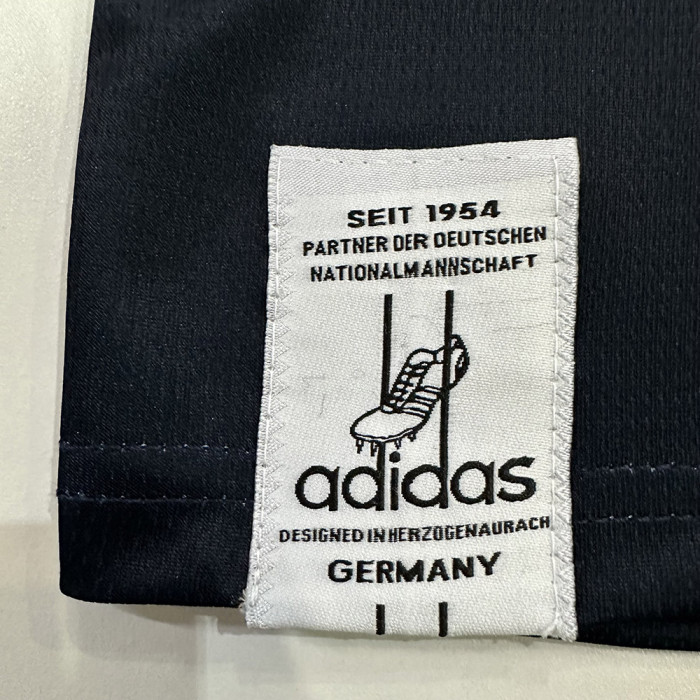 SEIT 1954
PARTNER DER DEUTSCHEN
NATIONALMANNSCHAFT
adidas
DESIGNED IN HERZOGENAURACH
GERMANY